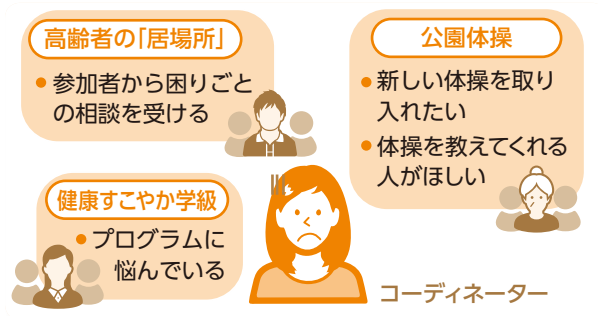 高齢者の「居場所」
● 参加者から困りごと
の相談を受ける
公園体操
● 新しい体操を取り
入れたい
● 体操を教えてくれる
人がほしい
健康すこやか学級
● プログラムに
悩んでいる
コーディネーター